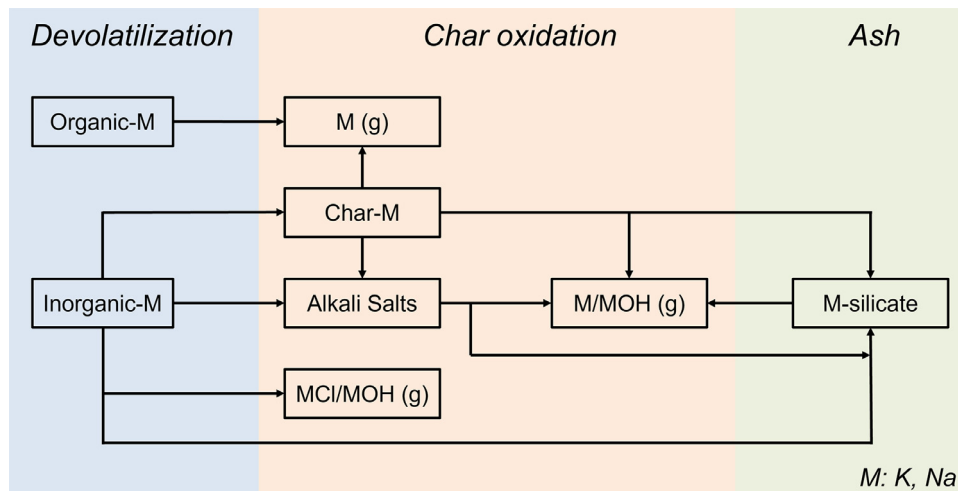 Devolatilization
Char oxidation
Ash
Organic-M
M (g)
Char-M
Inorganic-M
Alkali Salts
M/MOH (g)
M-silicate
MCl/MOH (g)
M: K, Na